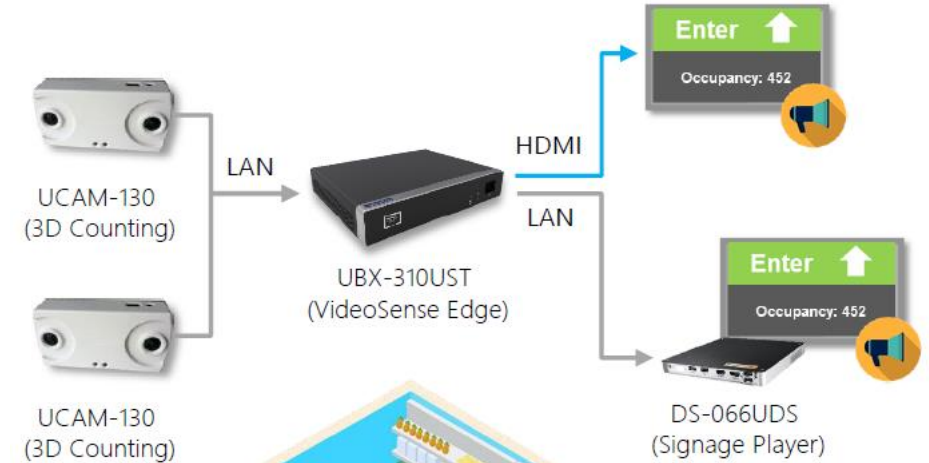 Enter
Occupancy: 452
HDMI
LAN
UCAM-130
(3D Counting)
LAN
UBX-310UST
(VideoSense Edge)
Enter
Occupancy: 452
UCAM-130
(3D Counting)
DS-066UDS
(Signage Player)